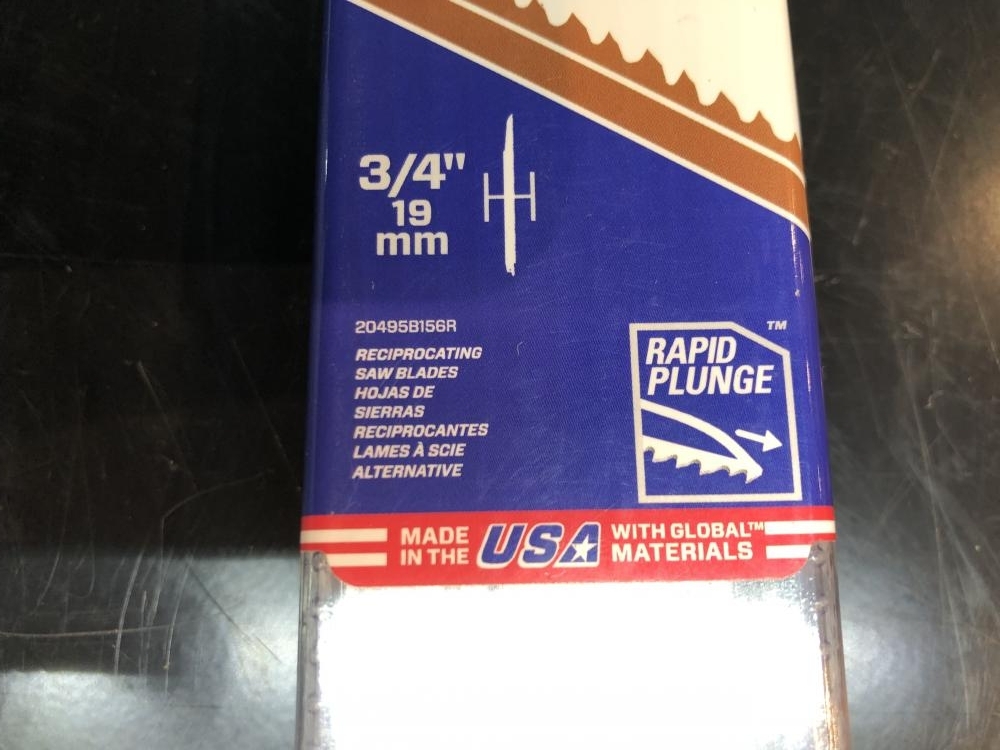 3/4"
19
mm
20495B156R
RECIPROCATING
SAW BLADES
HOJAS DE
SIERRAS
RECIPROCANTES
LAMES À SCIE
ALTERNATIVE
RAPID
PLUNGE
TM
MADE
IN THE
USA
WITH GLOBAL™
MATERIALS